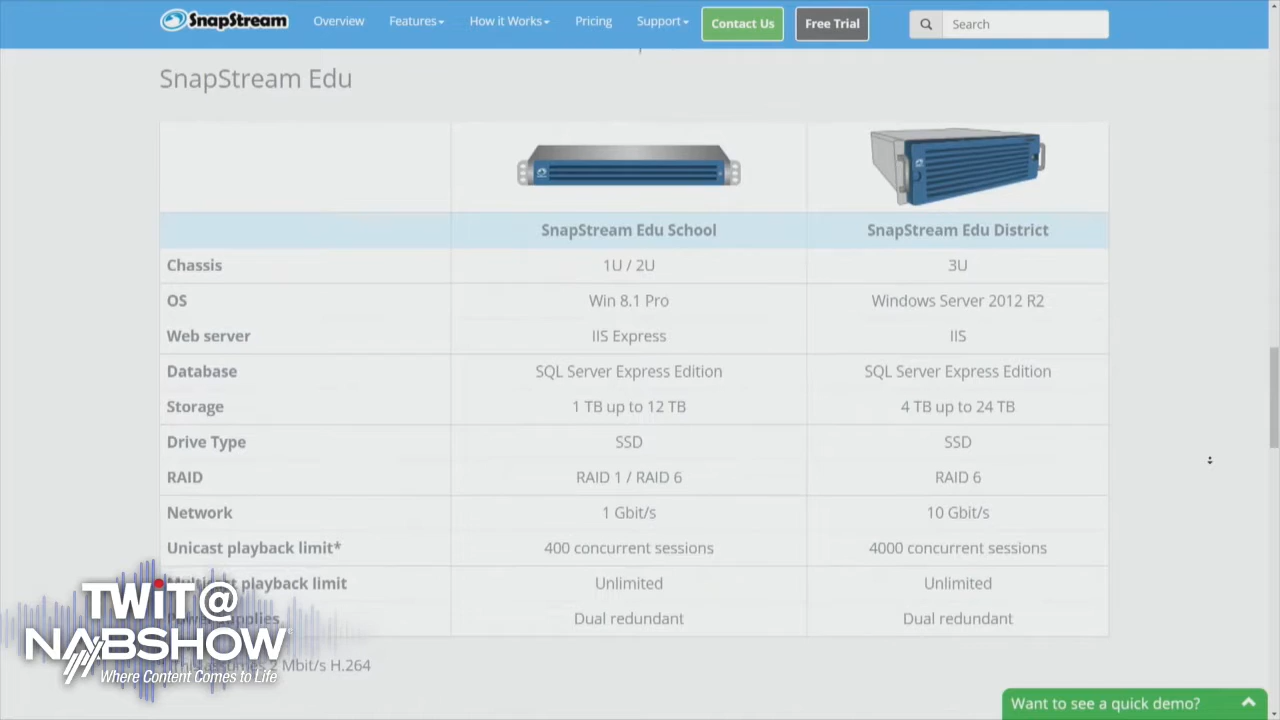 SnapStream
Overview Features How it Works Pricing Support Contact Us Free Trial Search
SnapStream Edu
SnapStream Edu School SnapStream Edu District
Chassis 1U / 2U 3U
OS Win 8.1 Pro Windows Server 2012 R2
Web server IIS Express IIS
Database SQL Server Express Edition SQL Server Express Edition
Storage 1 TB up to 12 TB 4 TB up to 24 TB
Drive Type SSD SSD
RAID RAID 1 / RAID 6 RAID 6
Network 1 Gbit/s 10 Gbit/s
Unicast playback limit* 400 concurrent sessions 4000 concurrent sessions
playback limit Unlimited Unlimited
Dual redundant Dual redundant
2 Mbit/s H.264
TWiT@
NABSHOW
Where Content Comes to Life
Want to see a quick demo?